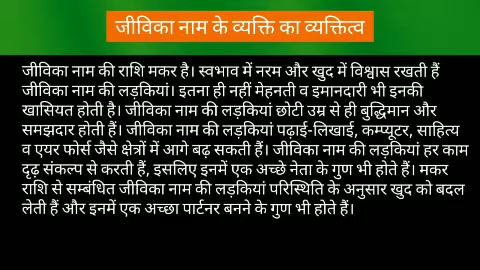 जीविका नाम के व्यक्ति का व्यक्तित्व
जीविका नाम की राशि मकर है। स्वभाव में नरम और खुद में विश्वास रखती हैं
जीविका नाम की लड़कियां। इतना ही नहीं मेहनती व इमानदारी भी इनकी
खासियत होती है। जीविका नाम की लड़कियां छोटी उम्र से ही बुद्धिमान और
समझदार होती हैं। जीविका नाम की लड़कियां पढ़ाई-लिखाई, कम्प्यूटर, साहित्य
व एयर फोर्स जैसे क्षेत्रों में आगे बढ़ सकती हैं। जीविका नाम की लड़कियां हर काम
दृढ़ संकल्प से करती हैं, इसलिए इनमें एक अच्छे नेता के गुण भी होते हैं। मकर
राशि से सम्बंधित जीविका नाम की लड़कियां परिस्थिति के अनुसार खुद को बदल
लेती हैं और इनमें एक अच्छा पार्टनर बनने के गुण भी होते हैं।